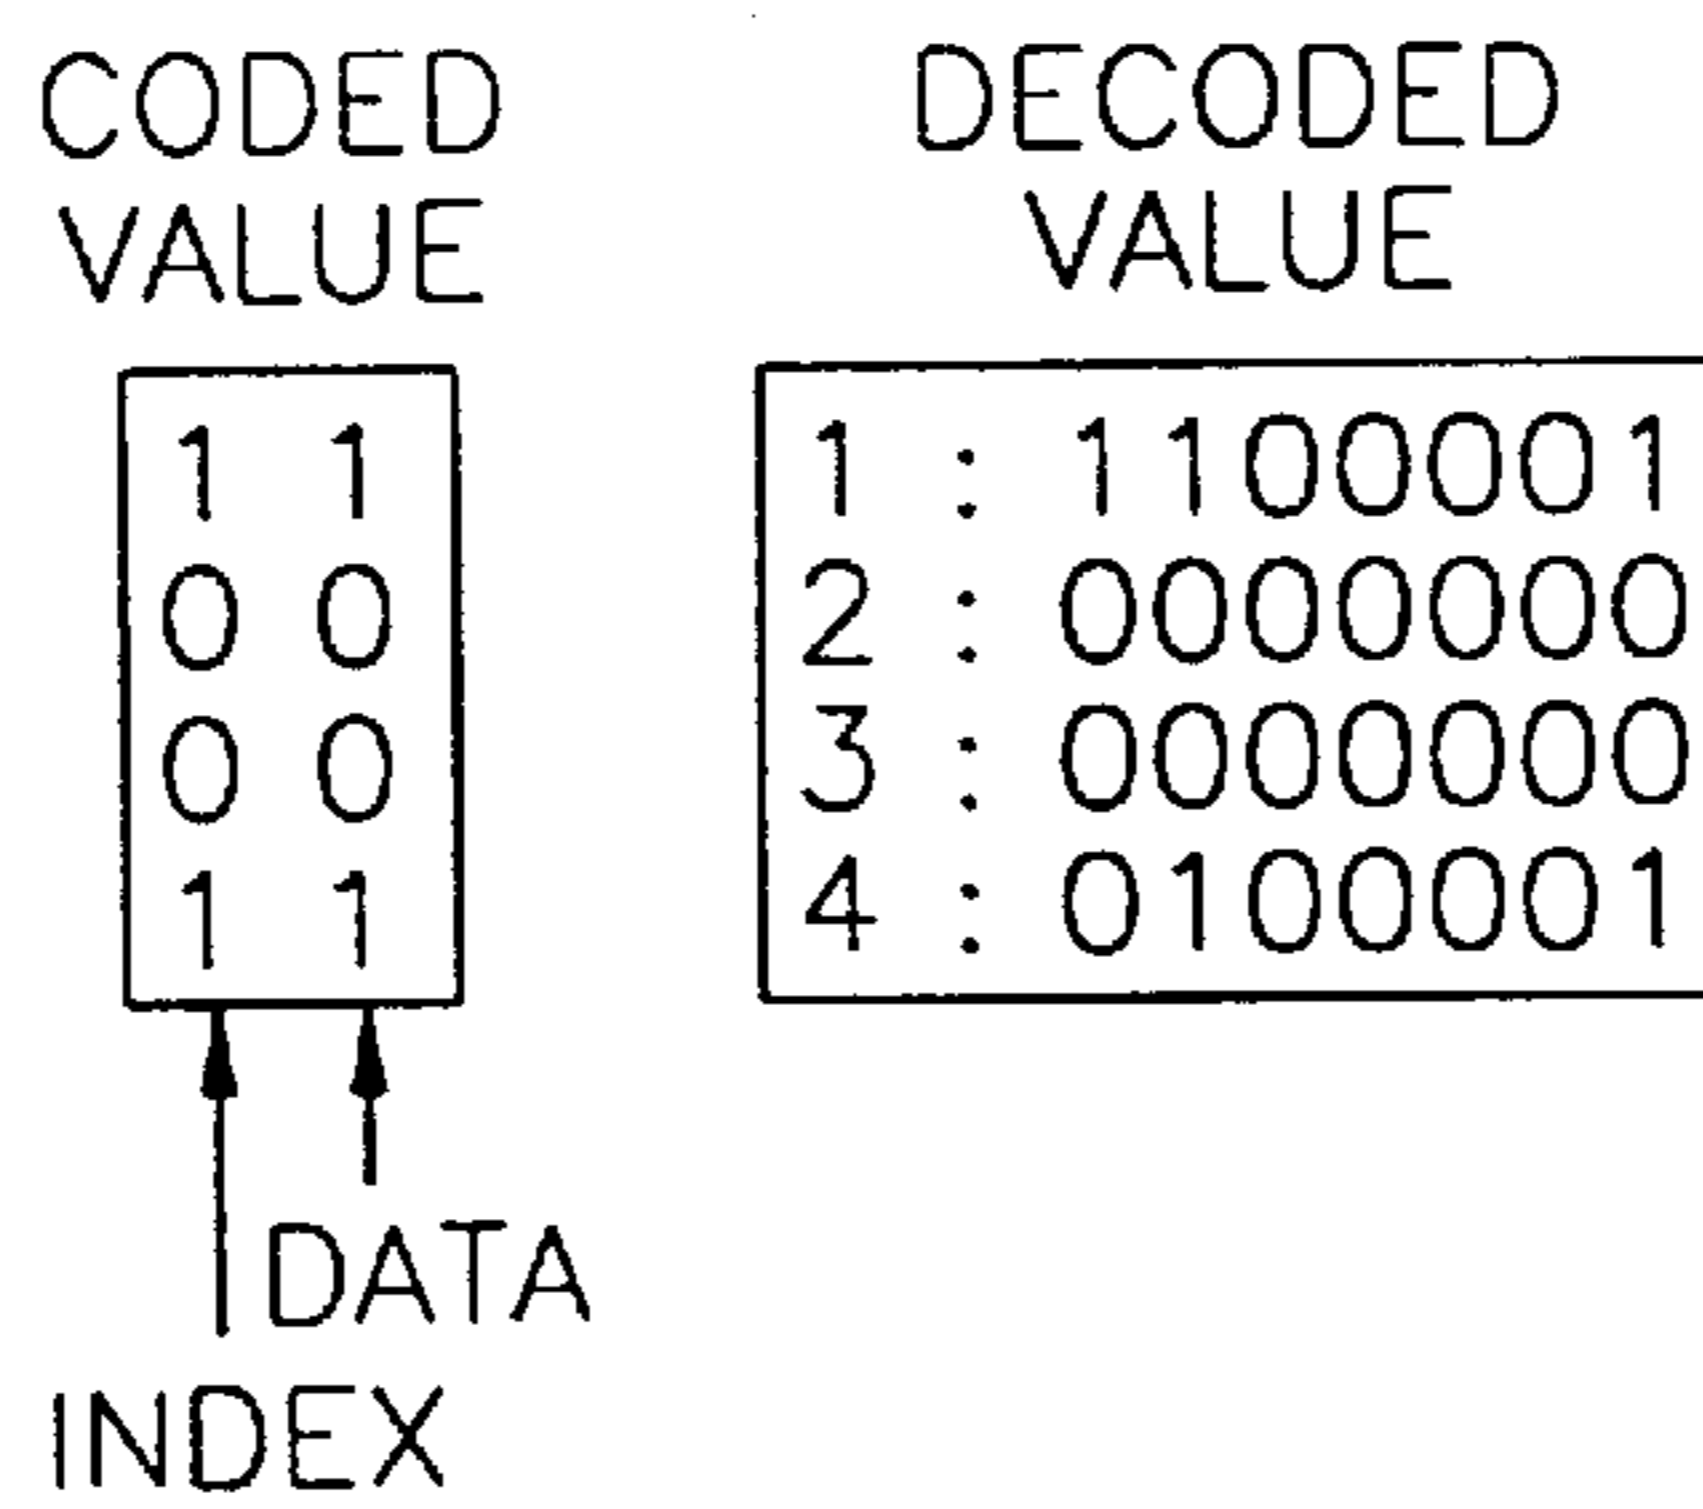 CODED
VALUE
DECODED
VALUE
1 1
0 0
0 0
1 1
1 : 1100001
2 : 0000000
3 : 0000000
4 : 0100001
DATA
INDEX